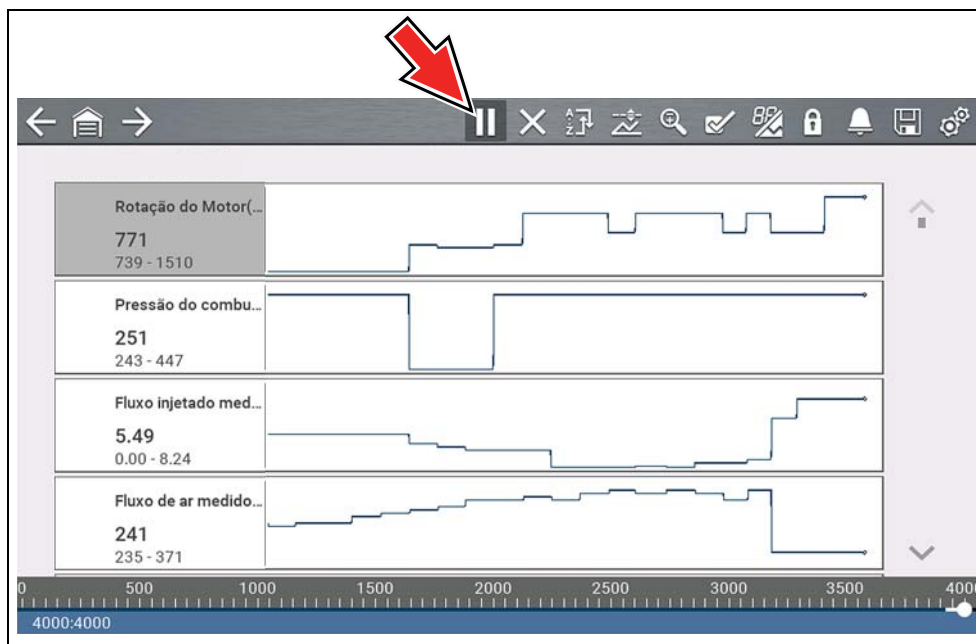 Rotação do Motor(...
771
739 - 1510
Pressão do combu...
251
243 - 447
Fluxo injetado med...
5.49
0.00 - 8.24
Fluxo de ar medido...
241
235 - 371
0 500 1000 1500 2000 2500 3000 3500 4000
4000:4000